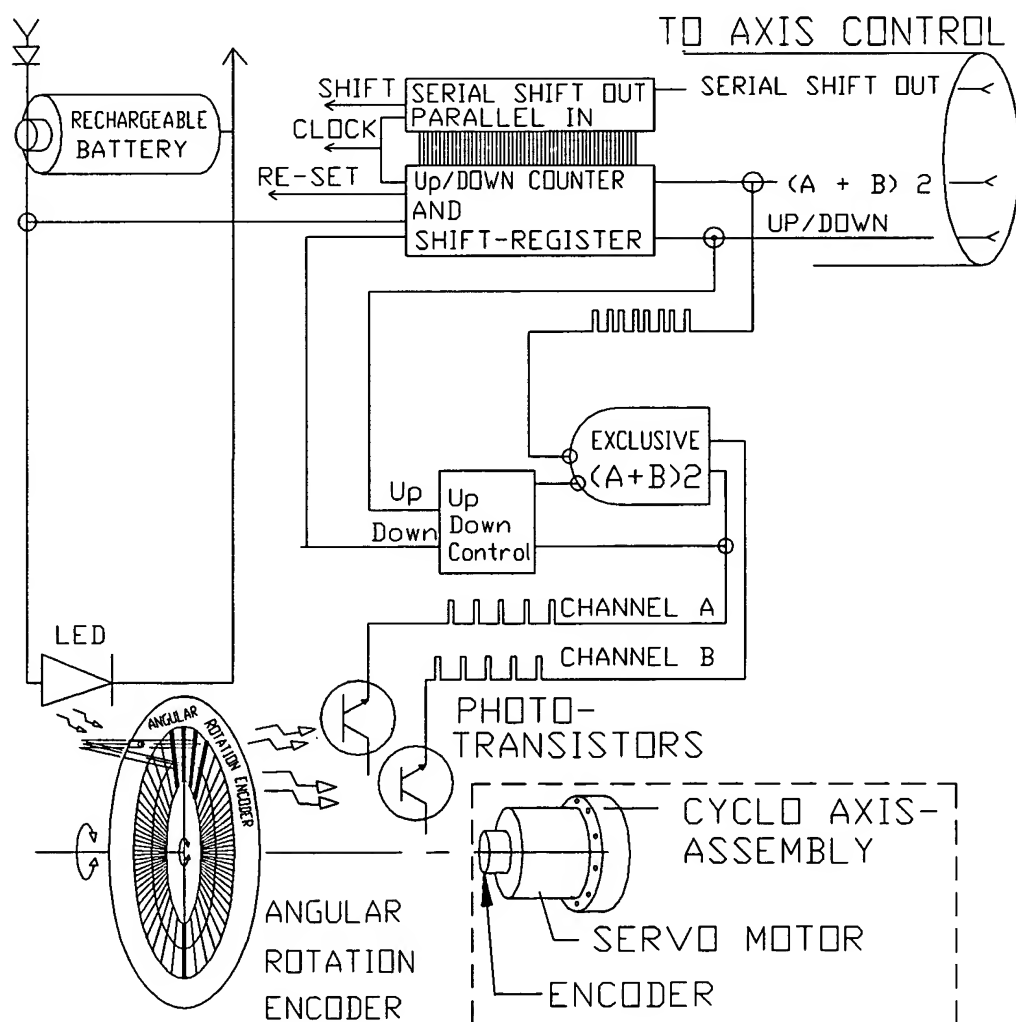 TO AXIS CONTROL
SHIFT
SERIAL SHIFT OUT
PARALLEL IN
SERIAL SHIFT OUT
RECHARGEABLE
BATTERY
CLOCK
RE-SET
Up/DOWN COUNTER
AND
SHIFT-REGISTER
(A + B) 2
UP/DOWN
EXCLUSIVE
(A+B)2
Up
Down
Up
Down
Control
CHANNEL A
CHANNEL B
LED
PHOTO-
TRANSISTORS
ANGULAR ROTATION ENCODER
CYCLO AXIS-
ASSEMBLY
SERVO MOTOR
ENCODER
ANGULAR
ROTATION
ENCODER